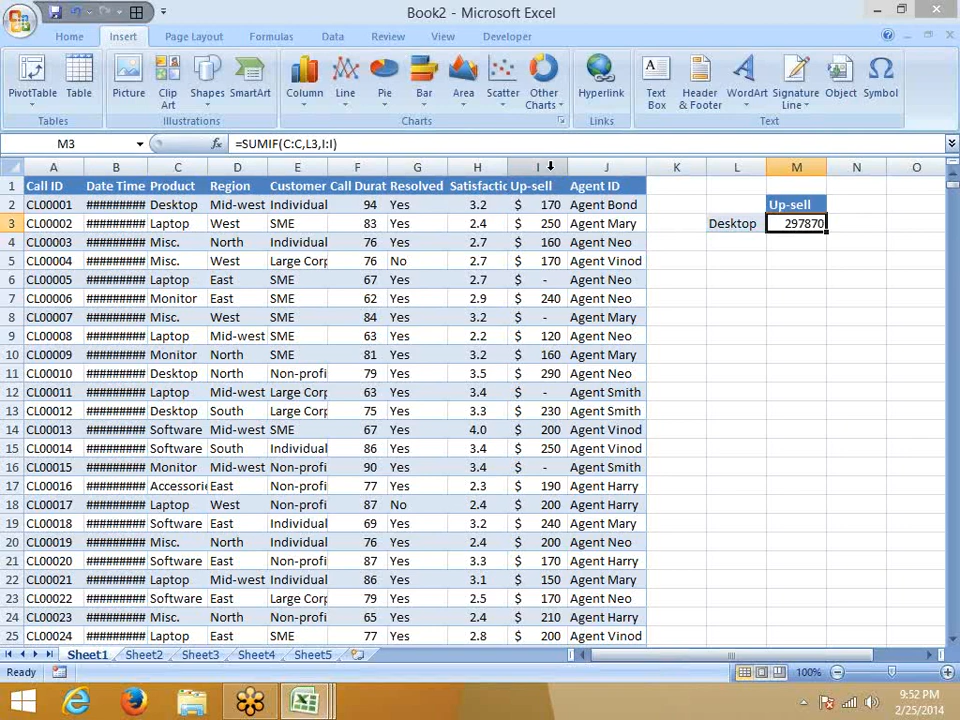 Book2 - Microsoft Excel
Home Insert Page Layout Formulas Data Review View Developer
PivotTable Table Picture Clip Art Shapes SmartArt Column Line Pie Bar Area Scatter Other Charts Hyperlink Text Box Header & Footer WordArt Signature Line Object Symbol
Tables Illustrations Charts Links Text
M3 fx =SUMIF(C:C,L3,I:I)
A B C D E F G H I J K L M N O
1 Call ID Date Time Product Region Customer Call Durat Resolved Satisfactic Up-sell Agent ID
2 CL00001 ######### Desktop Mid-west Individual 94 Yes 3.2 $ 170 Agent Bond Up-sell
3 CL00002 ######### Laptop West SME 83 Yes 2.4 $ 250 Agent Mary Desktop 297870
4 CL00003 ######### Misc. North Individual 76 Yes 2.7 $ 160 Agent Neo
5 CL00004 ######### Misc. West Large Corp 76 No 2.7 $ 170 Agent Vinod
6 CL00005 ######### Laptop East SME 67 Yes 2.7 $ - Agent Neo
7 CL00006 ######### Monitor East SME 62 Yes 2.9 $ 240 Agent Neo
8 CL00007 ######### Misc. West SME 84 Yes 3.2 $ - Agent Mary
9 CL00008 ######### Laptop Mid-west SME 63 Yes 2.2 $ 120 Agent Neo
10 CL00009 ######### Monitor North SME 81 Yes 3.2 $ 160 Agent Mary
11 CL00010 ######### Desktop North Non-profi 79 Yes 3.5 $ 290 Agent Neo
12 CL00011 ######### Laptop Mid-west Large Corp 63 Yes 3.4 $ - Agent Smith
13 CL00012 ######### Desktop South Large Corp 75 Yes 3.3 $ 230 Agent Smith
14 CL00013 ######### Software Mid-west SME 67 Yes 4.0 $ 200 Agent Vinod
15 CL00014 ######### Software South Individual 86 Yes 3.4 $ 250 Agent Vinod
16 CL00015 ######### Monitor Mid-west Non-profi 90 Yes 3.4 $ - Agent Smith
17 CL00016 ######### Accessorie East Non-profi 77 Yes 2.3 $ 190 Agent Harry
18 CL00017 ######### Laptop West Non-profi 87 No 2.4 $ 200 Agent Harry
19 CL00018 ######### Software East Individual 69 Yes 3.2 $ 240 Agent Mary
20 CL00019 ######### Misc. North Individual 76 Yes 2.4 $ 200 Agent Neo
21 CL00020 ######### Software East Non-profi 87 Yes 3.3 $ 170 Agent Harry
22 CL00021 ######### Laptop Mid-west Individual 86 Yes 3.1 $ 150 Agent Mary
23 CL00022 ######### Software East Large Corp 79 Yes 2.5 $ 170 Agent Neo
24 CL00023 ######### Misc. North Individual 65 Yes 2.4 $ 210 Agent Harry
25 CL00024 ######### Laptop East SME 77 Yes 2.8 $ 200 Agent Vinod
Sheet1 Sheet2 Sheet3 Sheet4 Sheet5
Ready 100%
9:52 PM
2/25/2014